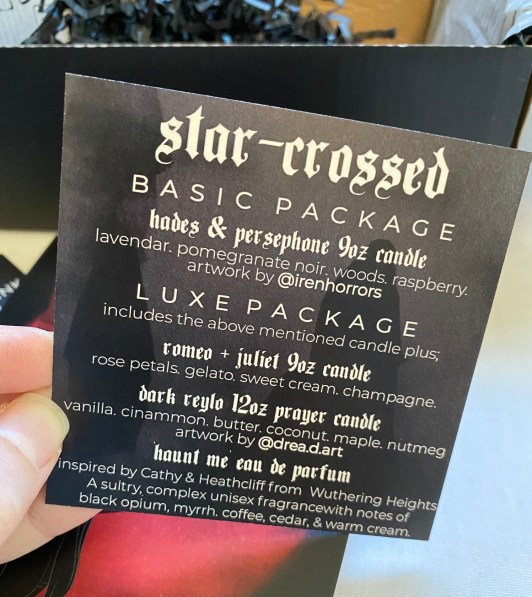 star-crossed
BASIC PACKAGE
hades & persephone 9oz candle
lavendar. pomegranate noir. woods. raspberry.
artwork by @irenhorrors
LUXE PACKAGE
includes the above mentioned candle plus;
romeo + juliet 9oz candle
rose petals. gelato. sweet cream. champagne.
dark reylo 12oz prayer candle
vanilla. cinammon. butter. coconut. maple. nutmeg
artwork by @drea.d.art
haunt me eau de parfum
inspired by Cathy & Heathcliff from Wuthering Heights
A sultry, complex unisex fragrancewith notes of
black opium, myrrh. coffee, cedar, & warm cream.